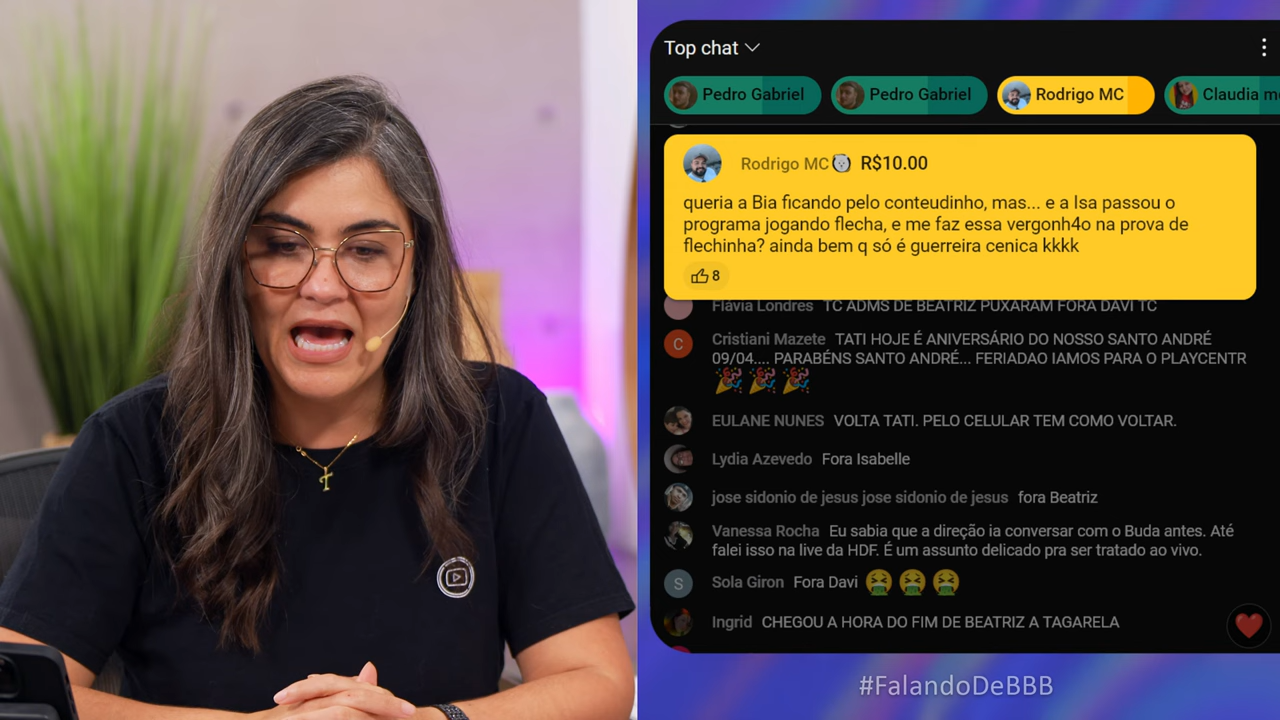 Top chat
Pedro Gabriel
Pedro Gabriel
Rodrigo MC
Claudia
Rodrigo MC R$10.00
queria a Bia ficando pelo conteudinho, mas... e a Isa passou o
programa jogando flecha, e me faz essa vergonh4o na prova de
flechinha? ainda bem q só é guerreira cenica kkkk
8
Flávia Londres TC ADMS DE BEATRIZ PUXARAM FORA DAVI TC
C
Cristiani Mazete TATI HOJE É ANIVERSÁRIO DO NOSSO SANTO ANDRÉ
09/04.... PARABÉNS SANTO ANDRÉ... FERIADAO IAMOS PARA O PLAYCENTR
EULANE NUNES VOLTA TATI. PELO CELULAR TEM COMO VOLTAR.
Lydia Azevedo Fora Isabelle
jose sidonio de jesus jose sidonio de jesus fora Beatriz
Vanessa Rocha Eu sabia que a direção ia conversar com o Buda antes. Até
falei isso na live da HDF. É um assunto delicado pra ser tratado ao vivo.
S
Sola Giron Fora Davi
Ingrid CHEGOU A HORA DO FIM DE BEATRIZ A TAGARELA
#FalandoDeBBB